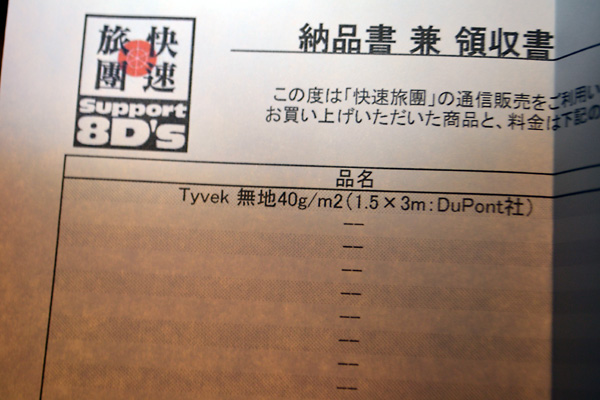 快速
旅團
Support
8D's
納品書 兼 領収書
この度は「快速旅團」の通信販売をご利用い
お買い上げいただいた商品と、料金は下記の
品名
Tyvek 無地40g/m2(1.5×3m:DuPont社)
--
--
--
--
--
--
--
--